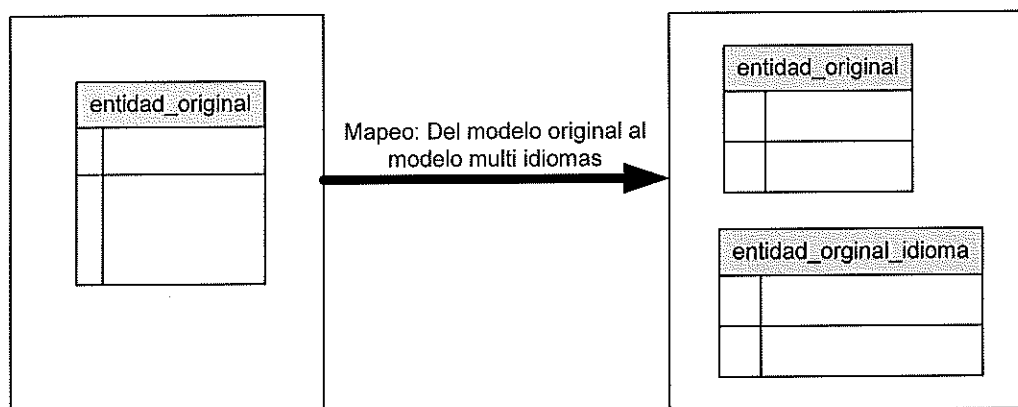 entidad_original
Mapeo: Del modelo original al
modelo multi idiomas
entidad_original
entidad_orginal_idioma